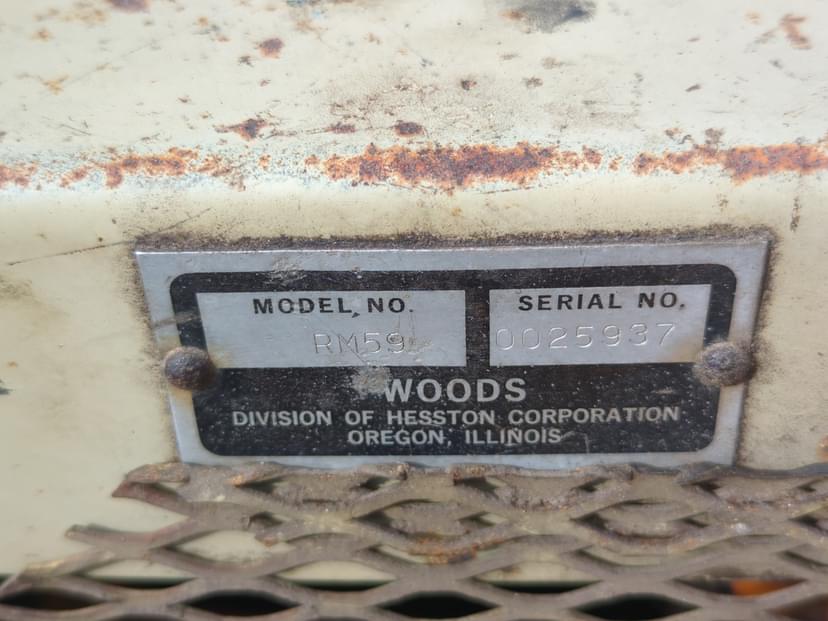 MODEL NO. SERIAL NO.
RM59 0025937
WOODS
DIVISION OF HESSTON CORPORATION
OREGON, ILLINOIS